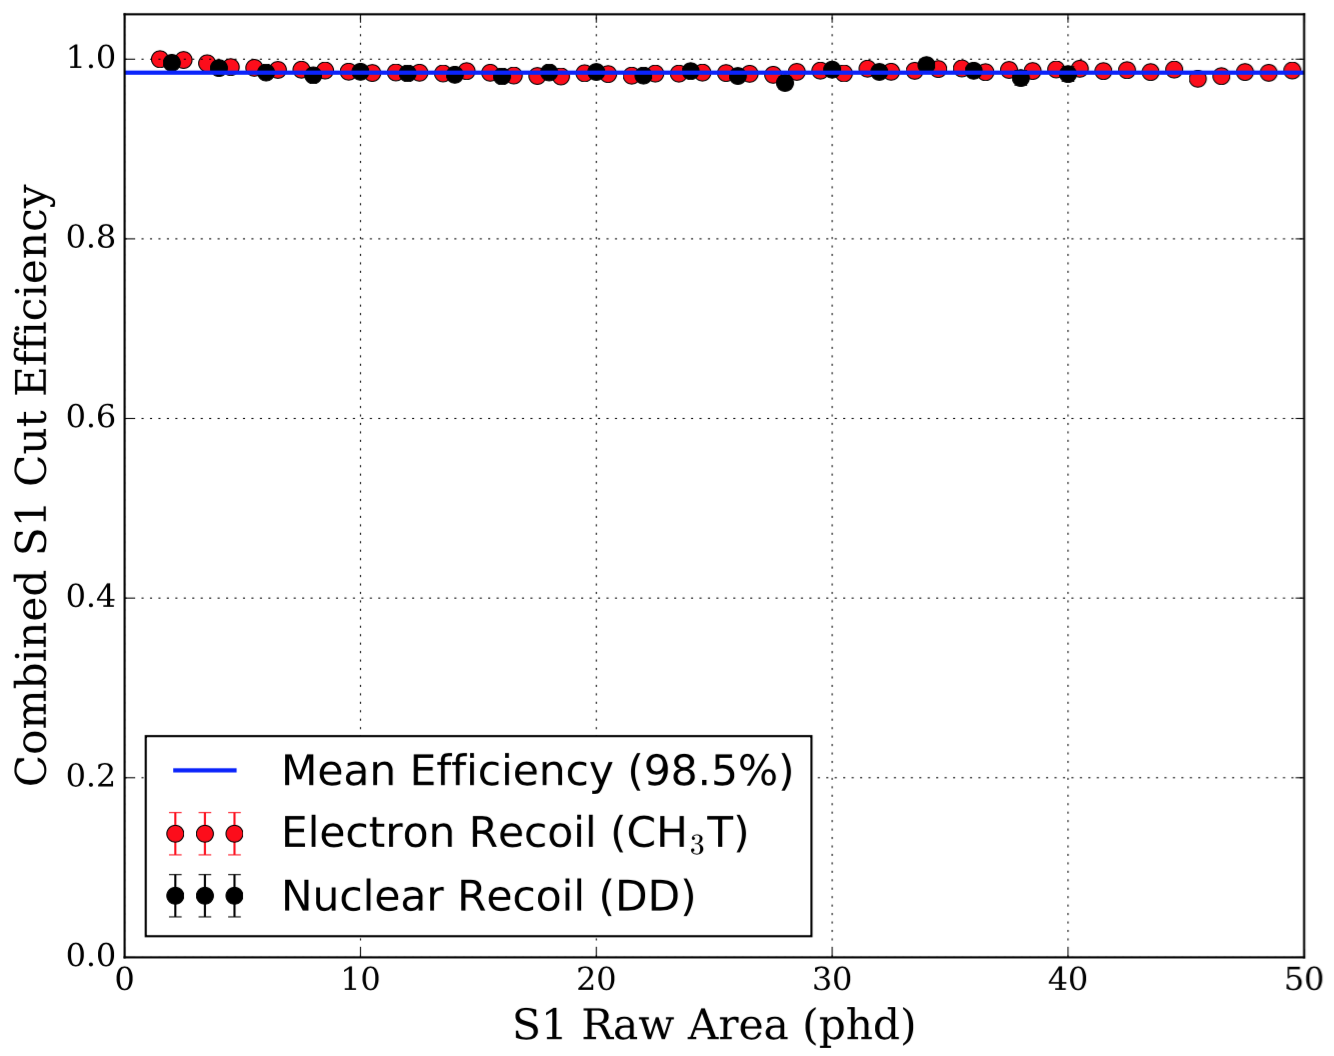 Combined S1 Cut Efficiency
1.0
0.8
0.6
0.4
0.2
0.0
Mean Efficiency (98.5%)
Electron Recoil (CH₃T)
Nuclear Recoil (DD)
0 10 20 30 40 50
S1 Raw Area (phd)